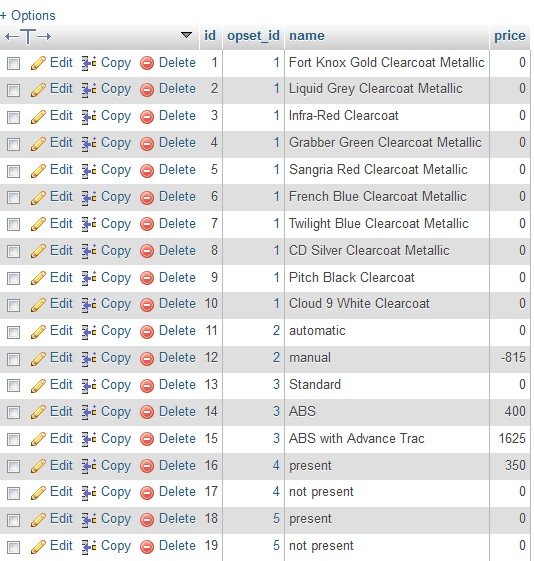 + Options
←T→ id opset_id name price
Edit Copy Delete 1 1 Fort Knox Gold Clearcoat Metallic 0
Edit Copy Delete 2 1 Liquid Grey Clearcoat Metallic 0
Edit Copy Delete 3 1 Infra-Red Clearcoat 0
Edit Copy Delete 4 1 Grabber Green Clearcoat Metallic 0
Edit Copy Delete 5 1 Sangria Red Clearcoat Metallic 0
Edit Copy Delete 6 1 French Blue Clearcoat Metallic 0
Edit Copy Delete 7 1 Twilight Blue Clearcoat Metallic 0
Edit Copy Delete 8 1 CD Silver Clearcoat Metallic 0
Edit Copy Delete 9 1 Pitch Black Clearcoat 0
Edit Copy Delete 10 1 Cloud 9 White Clearcoat 0
Edit Copy Delete 11 2 automatic 0
Edit Copy Delete 12 2 manual -815
Edit Copy Delete 13 3 Standard 0
Edit Copy Delete 14 3 ABS 400
Edit Copy Delete 15 3 ABS with Advance Trac 1625
Edit Copy Delete 16 4 present 350
Edit Copy Delete 17 4 not present 0
Edit Copy Delete 18 5 present 0
Edit Copy Delete 19 5 not present 0